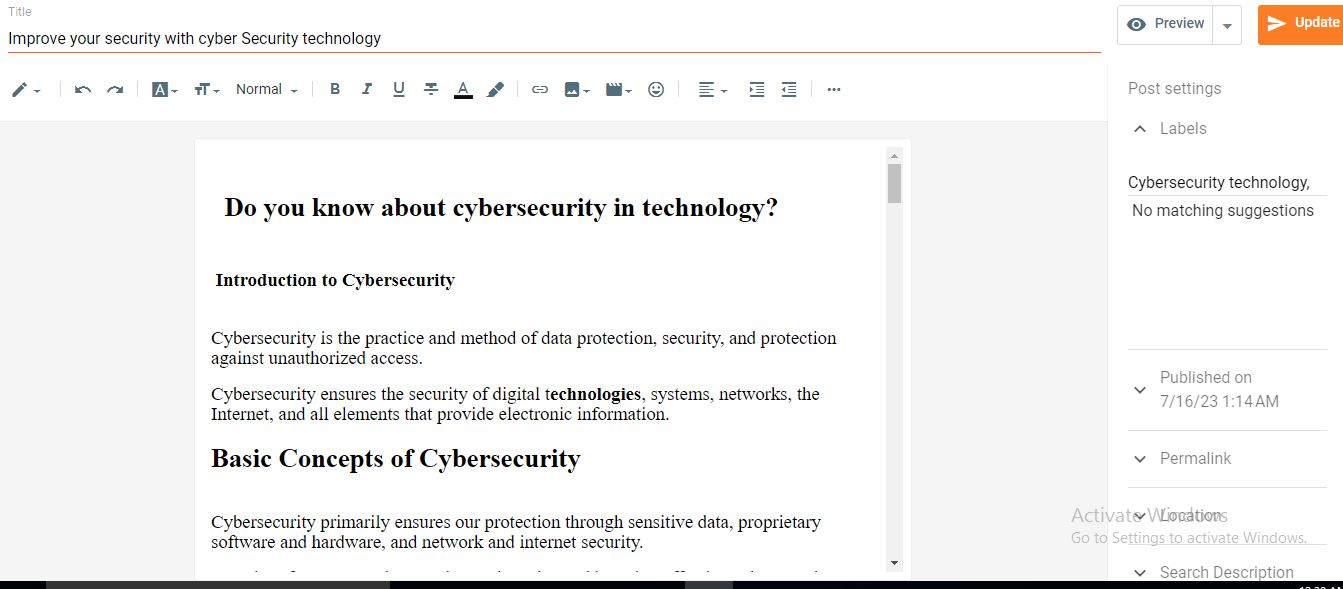 Title
Improve your security with cyber Security technology
Preview
Update
Normal
B
I
U
A
Post settings
Labels
Cybersecurity technology,
No matching suggestions
Do you know about cybersecurity in technology?
Introduction to Cybersecurity
Cybersecurity is the practice and method of data protection, security, and protection
against unauthorized access.
Cybersecurity ensures the security of digital technologies, systems, networks, the
Internet, and all elements that provide electronic information.
Basic Concepts of Cybersecurity
Cybersecurity primarily ensures our protection through sensitive data, proprietary
software and hardware, and network and internet security.
Published on
7/16/23 1:14 AM
Permalink
Location
Activate Windows
Go to Settings to activate Windows.
Search Description